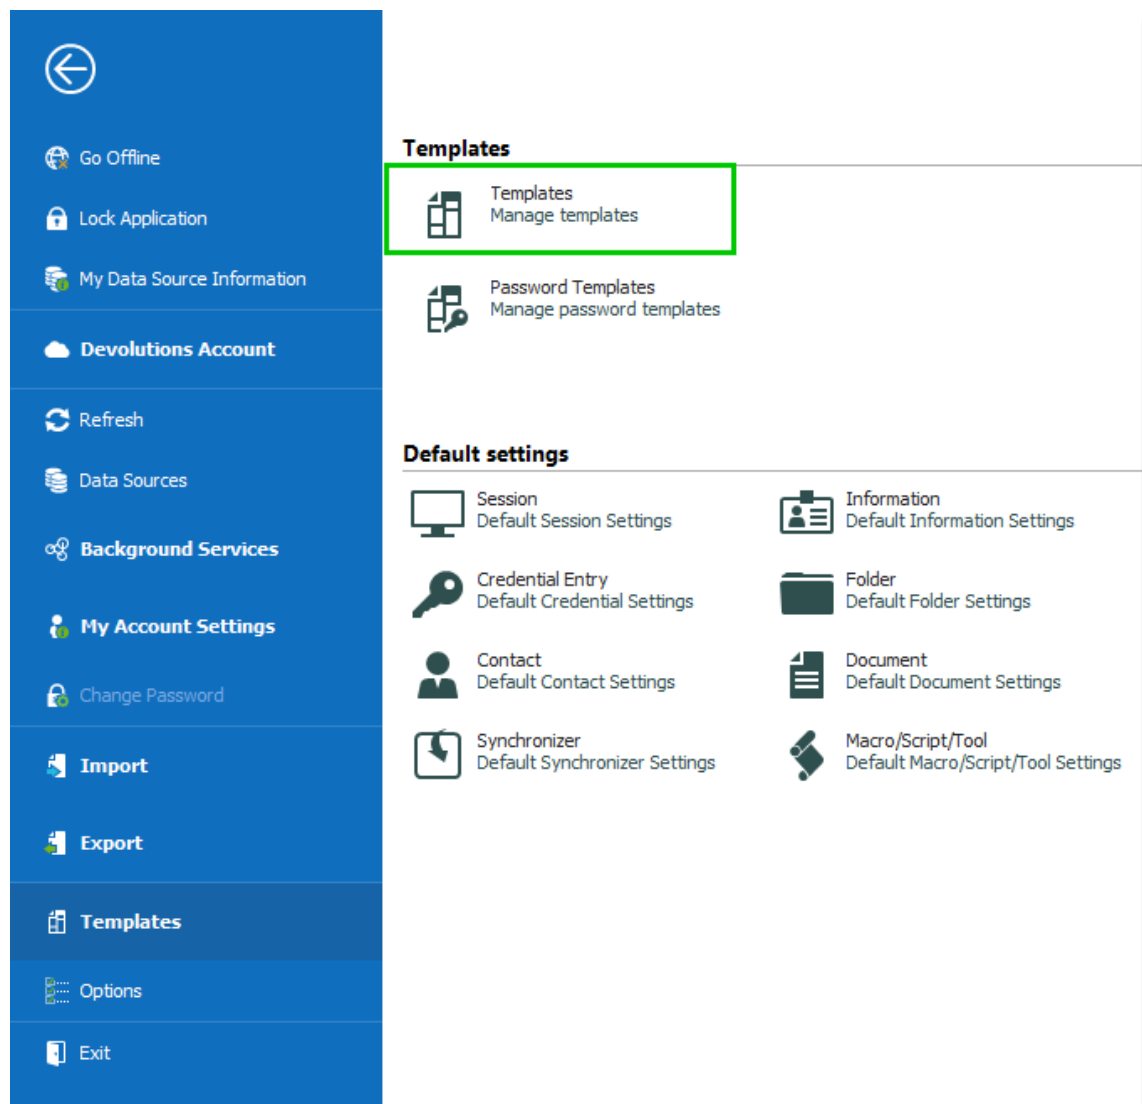 Go Offline
Lock Application
My Data Source Information
Devolutions Account
Refresh
Data Sources
Background Services
My Account Settings
Change Password
Import
Export
Templates
Options
Exit
Templates
Templates
Manage templates
Password Templates
Manage password templates
Default settings
Session
Default Session Settings
Information
Default Information Settings
Credential Entry
Default Credential Settings
Folder
Default Folder Settings
Contact
Default Contact Settings
Document
Default Document Settings
Synchronizer
Default Synchronizer Settings
Macro/Script/Tool
Default Macro/Script/Tool Settings